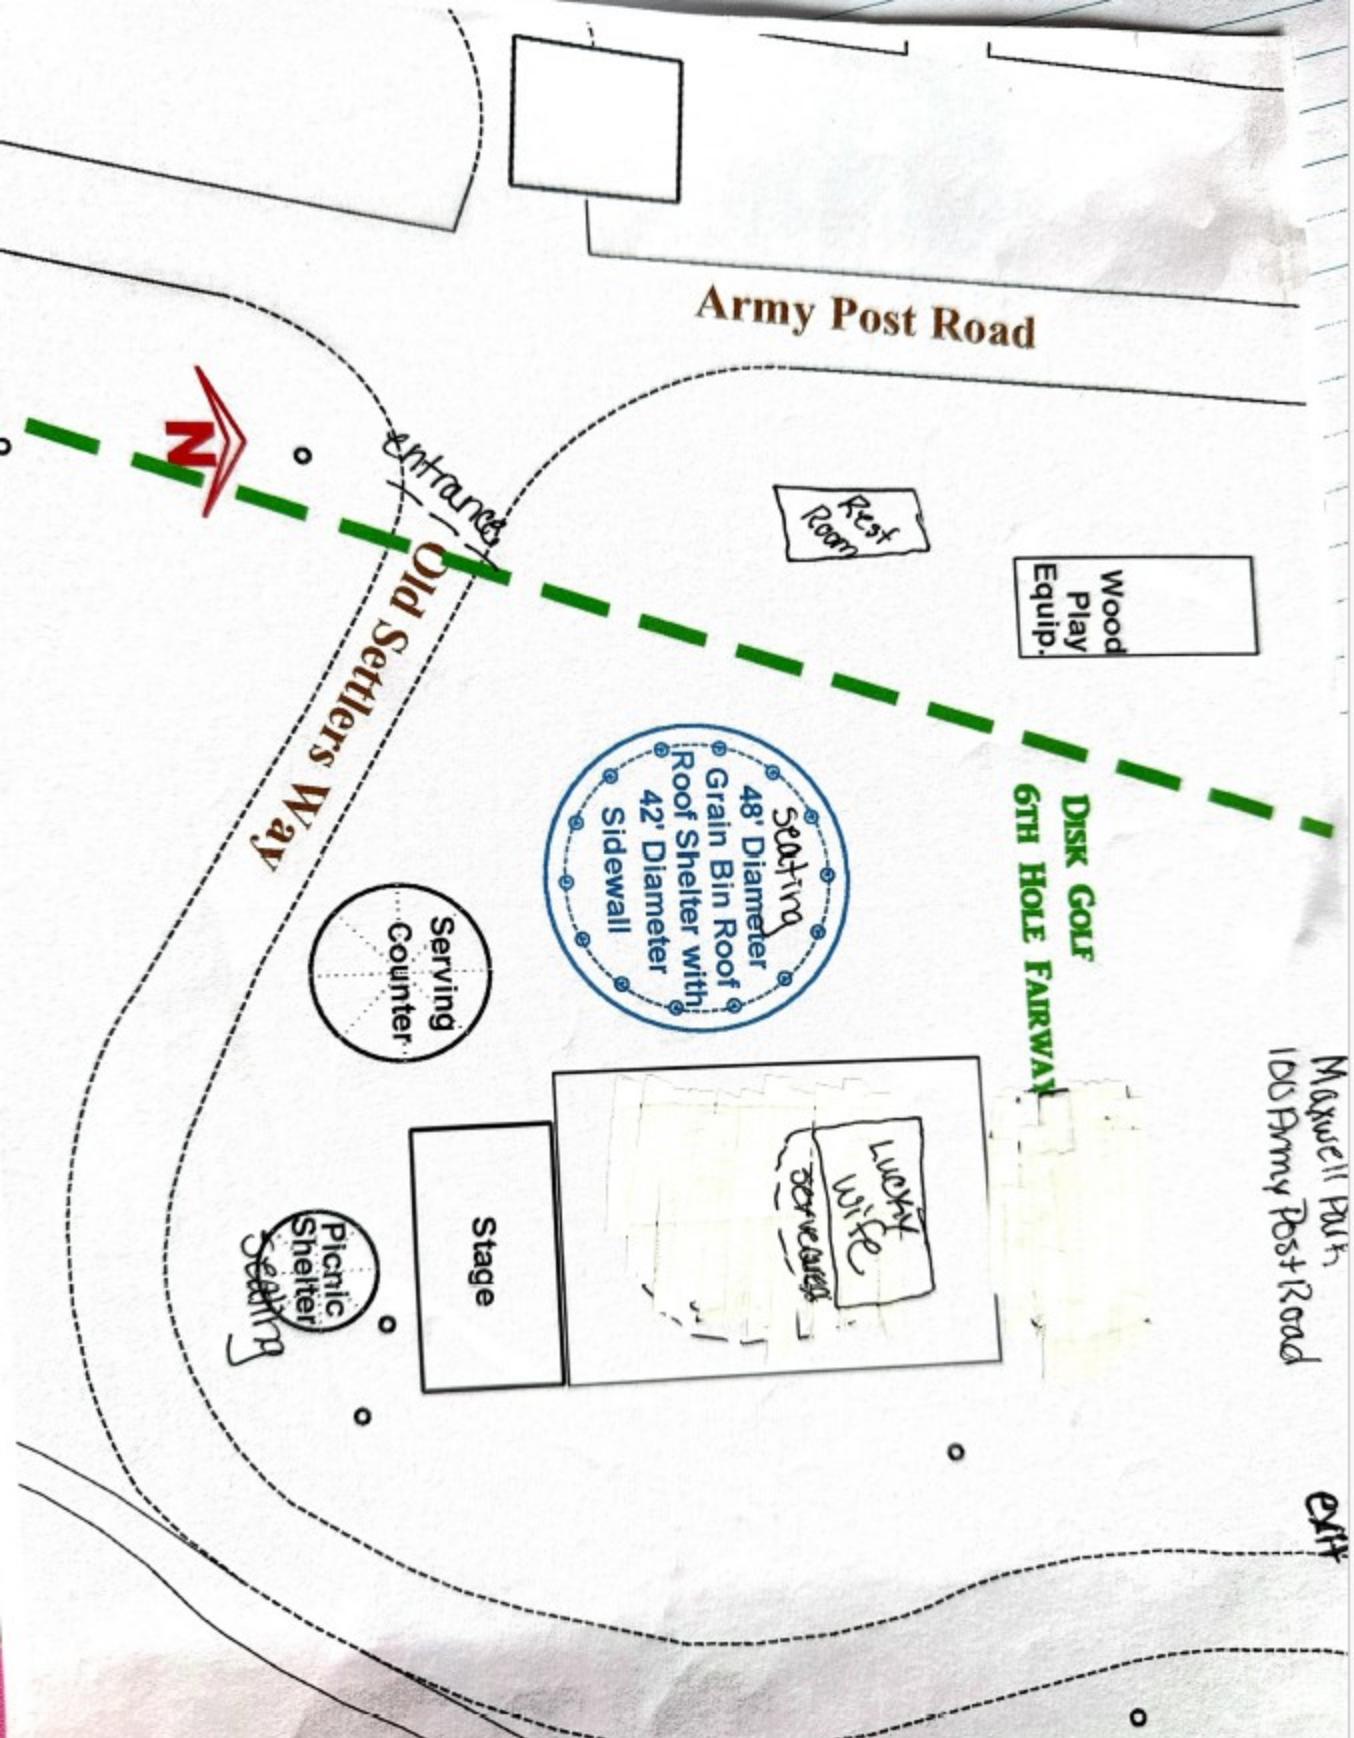 Army Post Road
N
entrance
Old Settlers Way
Rest
Room
Wood
Play
Equip.
seating
48' Diameter
Grain Bin Roof
Roof Shelter with
42' Diameter
Sidewall
DISK GOLF
6TH HOLE FAIRWAY
Serving
Counter
Maxwell Park
100 Army Post Road
Lucky
Wife
Stage
Picnic
Shelter
Seating
exit